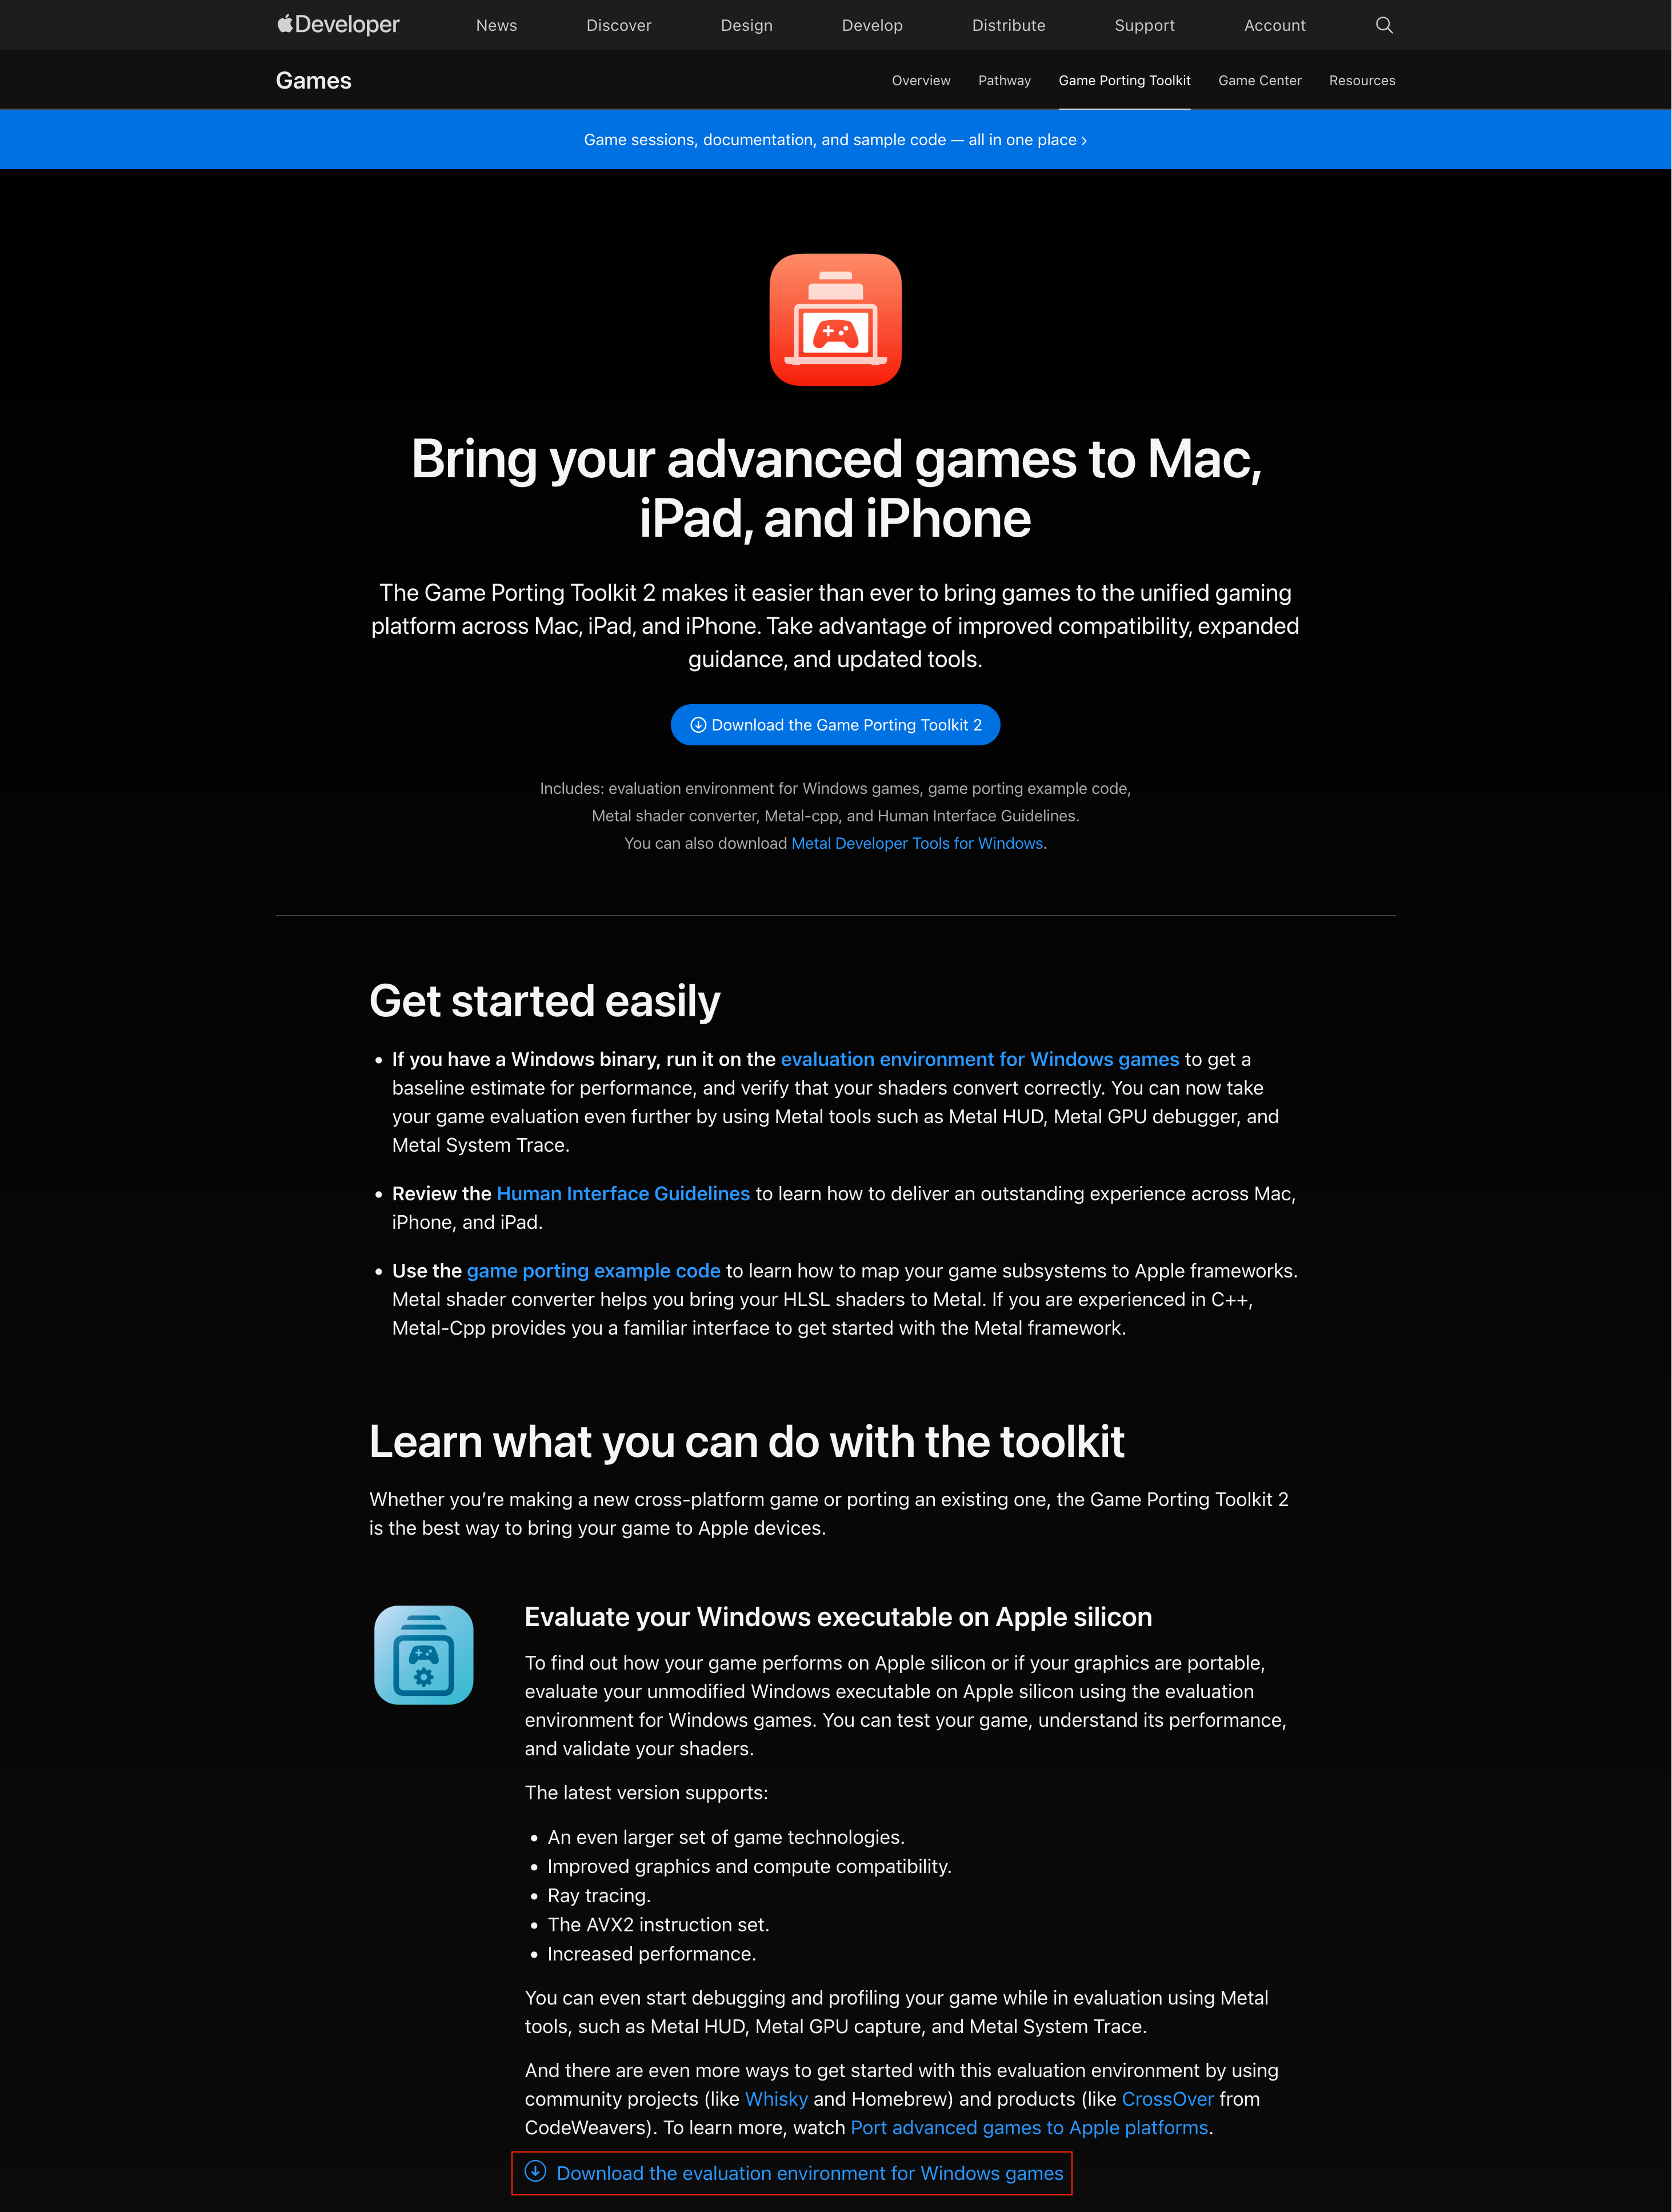 Developer
News
Discover
Design
Develop
Distribute
Support
Account
Games
Overview
Pathway
Game Porting Toolkit
Game Center
Resources
Game sessions, documentation, and sample code — all in one place ›
Bring your advanced games to Mac,
iPad, and iPhone
The Game Porting Toolkit 2 makes it easier than ever to bring games to the unified gaming
platform across Mac, iPad, and iPhone. Take advantage of improved compatibility, expanded
guidance, and updated tools.
Download the Game Porting Toolkit 2
Includes: evaluation environment for Windows games, game porting example code,
Metal shader converter, Metal-cpp, and Human Interface Guidelines.
You can also download Metal Developer Tools for Windows.
Get started easily
• If you have a Windows binary, run it on the evaluation environment for Windows games to get a
baseline estimate for performance, and verify that your shaders convert correctly. You can now take
your game evaluation even further by using Metal tools such as Metal HUD, Metal GPU debugger, and
Metal System Trace.
• Review the Human Interface Guidelines to learn how to deliver an outstanding experience across Mac,
iPhone, and iPad.
• Use the game porting example code to learn how to map your game subsystems to Apple frameworks.
Metal shader converter helps you bring your HLSL shaders to Metal. If you are experienced in C++,
Metal-Cpp provides you a familiar interface to get started with the Metal framework.
Learn what you can do with the toolkit
Whether you’re making a new cross-platform game or porting an existing one, the Game Porting Toolkit 2
is the best way to bring your game to Apple devices.
Evaluate your Windows executable on Apple silicon
To find out how your game performs on Apple silicon or if your graphics are portable,
evaluate your unmodified Windows executable on Apple silicon using the evaluation
environment for Windows games. You can test your game, understand its performance,
and validate your shaders.
The latest version supports:
• An even larger set of game technologies.
• Improved graphics and compute compatibility.
• Ray tracing.
• The AVX2 instruction set.
• Increased performance.
You can even start debugging and profiling your game while in evaluation using Metal
tools, such as Metal HUD, Metal GPU capture, and Metal System Trace.
And there are even more ways to get started with this evaluation environment by using
community projects (like Whisky and Homebrew) and products (like CrossOver from
CodeWeavers). To learn more, watch Port advanced games to Apple platforms.
Download the evaluation environment for Windows games